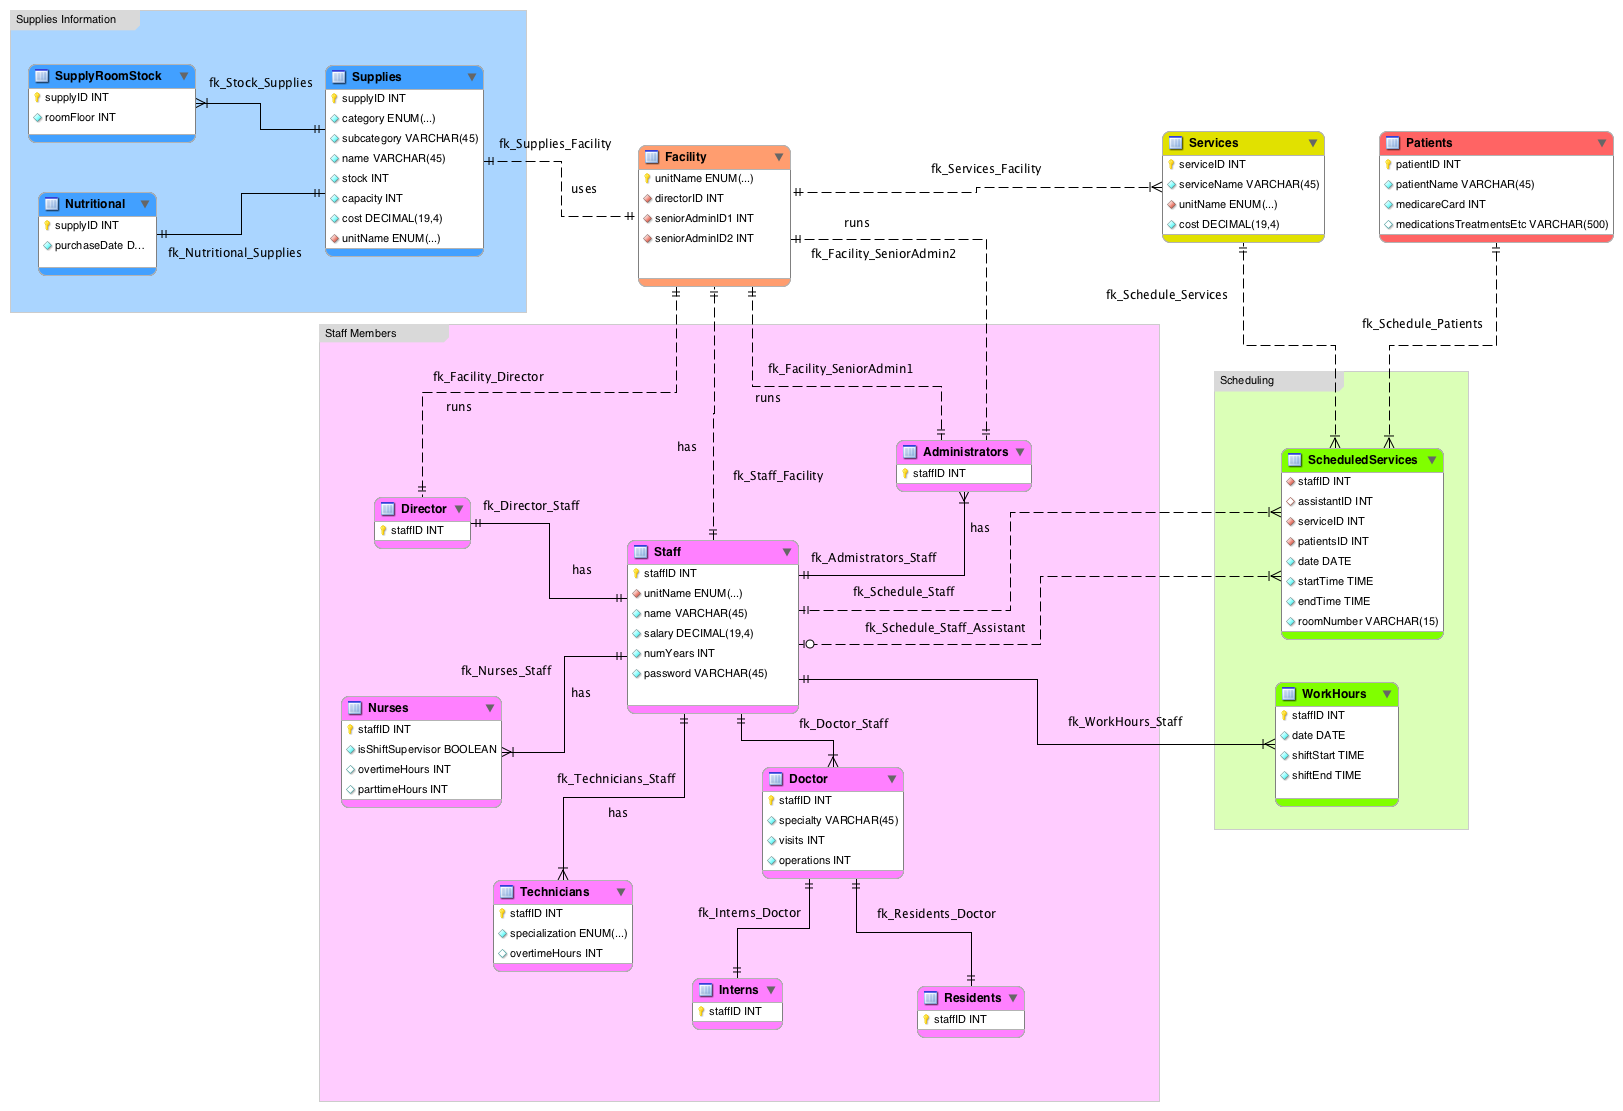 Supplies Information
SupplyRoomStock
supplyID INT
roomFloor INT
fk_Stock_Supplies
Supplies
supplyID INT
category ENUM(...)
subcategory VARCHAR(45)
name VARCHAR(45)
stock INT
capacity INT
cost DECIMAL(19,4)
unitName ENUM(...)
Nutritional
supplyID INT
purchaseDate D...
fk_Nutritional_Supplies
fk_Supplies_Facility
uses
Facility
unitName ENUM(...)
directorID INT
seniorAdminID1 INT
seniorAdminID2 INT
fk_Services_Facility
runs
fk_Facility_SeniorAdmin2
Services
serviceID INT
serviceName VARCHAR(45)
unitName ENUM(...)
cost DECIMAL(19,4)
Patients
patientID INT
patientName VARCHAR(45)
medicareCard INT
medicationsTreatmentsEtc VARCHAR(500)
fk_Schedule_Services
fk_Schedule_Patients
Staff Members
fk_Facility_Director
runs
fk_Facility_SeniorAdmin1
runs
has
fk_Staff_Facility
Administrators
staffID INT
Director
staffID INT
fk_Director_Staff
has
has
fk_Admistrators_Staff
fk_Schedule_Staff
fk_Schedule_Staff_Assistant
Staff
staffID INT
unitName ENUM(...)
name VARCHAR(45)
salary DECIMAL(19,4)
numYears INT
password VARCHAR(45)
fk_Nurses_Staff
has
Nurses
staffID INT
isShiftSupervisor BOOLEAN
overtimeHours INT
parttimeHours INT
fk_Technicians_Staff
has
fk_Doctor_Staff
Doctor
staffID INT
specialty VARCHAR(45)
visits INT
operations INT
Technicians
staffID INT
specialization ENUM(...)
overtimeHours INT
fk_Interns_Doctor
fk_Residents_Doctor
Interns
staffID INT
Residents
staffID INT
Scheduling
ScheduledServices
staffID INT
assistantID INT
serviceID INT
patientsID INT
date DATE
startTime TIME
endTime TIME
roomNumber VARCHAR(15)
fk_WorkHours_Staff
WorkHours
staffID INT
date DATE
shiftStart TIME
shiftEnd TIME